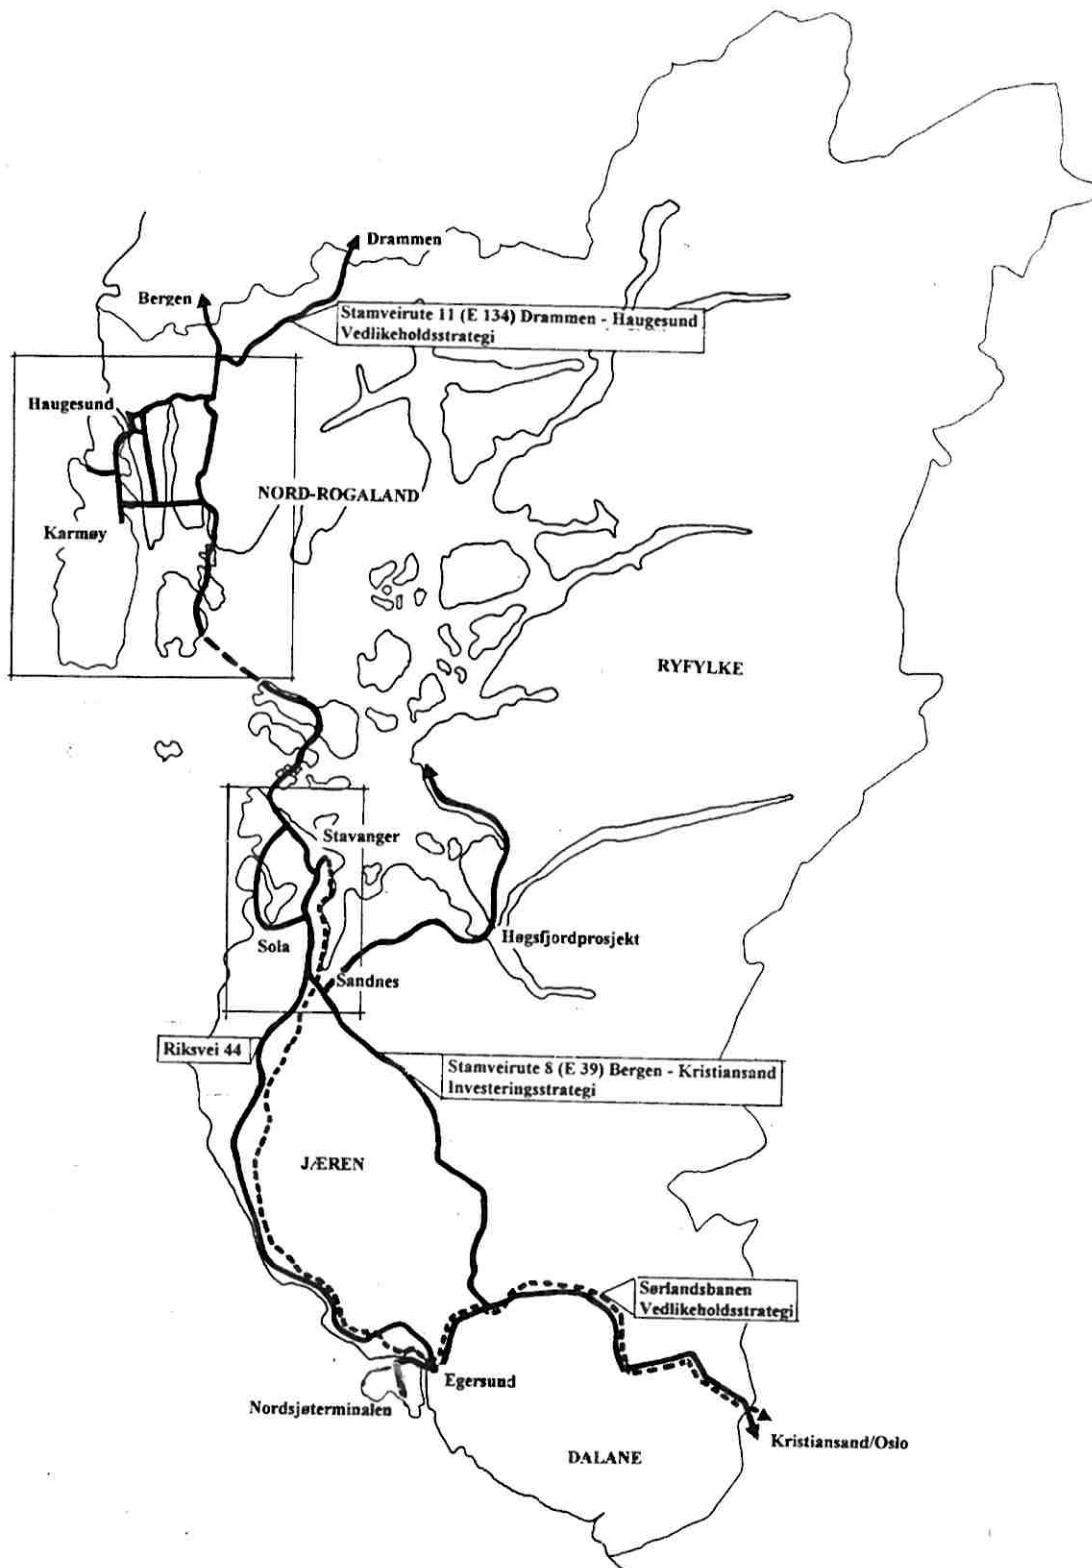 Drammen
Bergen
Stamveirute 11 (E 134) Drammen - Haugesund
Vedlikeholdsstrategi
Haugesund
NORD-ROGALAND
Karmøy
RYFYLKE
Stavanger
Høgsfjordprosjekt
Sola
Sandnes
Riksvei 44
Stamveirute 8 (E 39) Bergen - Kristiansand
Investeringsstrategi
JÆREN
Sørlandsbanen
Vedlikeholdsstrategi
Egersund
Nordsjøterminalen
Kristiansand/Oslo
DALANE